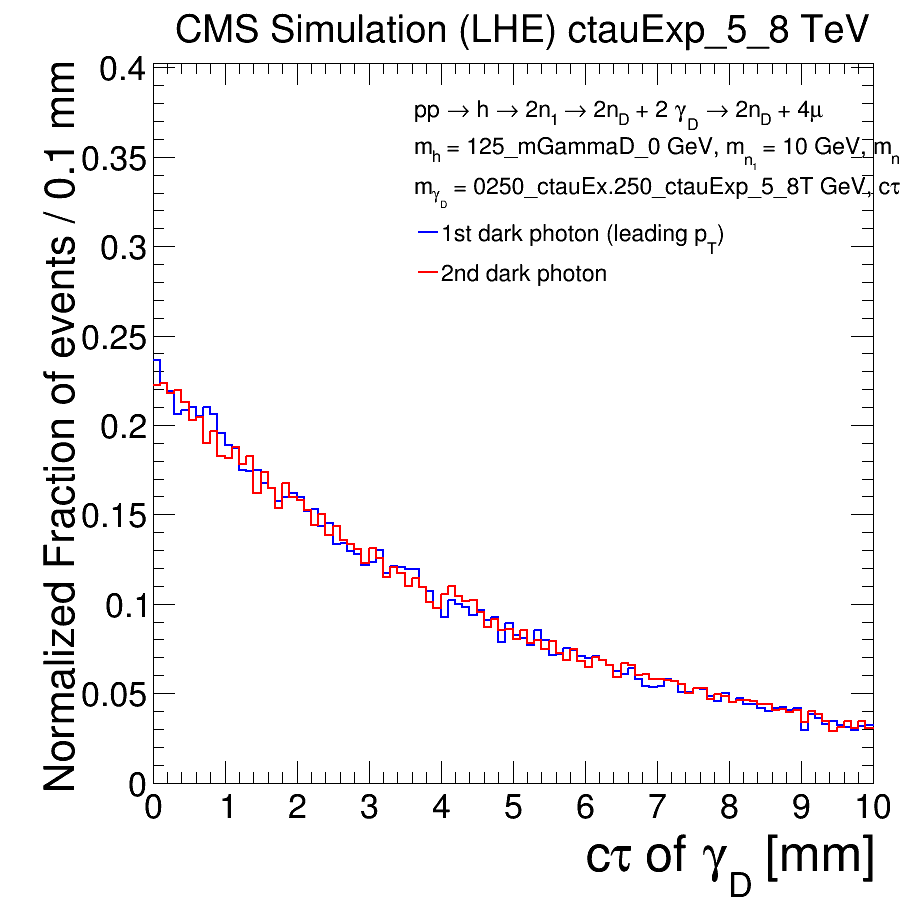 CMS Simulation (LHE) ctauExp_5_8 TeV
Normalized Fraction of events / 0.1 mm
0.4
0.35
0.3
0.25
0.2
0.15
0.1
0.05
0
pp → h → 2n1 → 2nD + 2 γD → 2nD + 4μ
mh = 125_mGammaD_0 GeV, mn1 = 10 GeV, mn
mγD = 0250_ctauEx.250_ctauExp_5_8T GeV, cτ
1st dark photon (leading pT)
2nd dark photon
0 1 2 3 4 5 6 7 8 9 10
cτ of γD [mm]